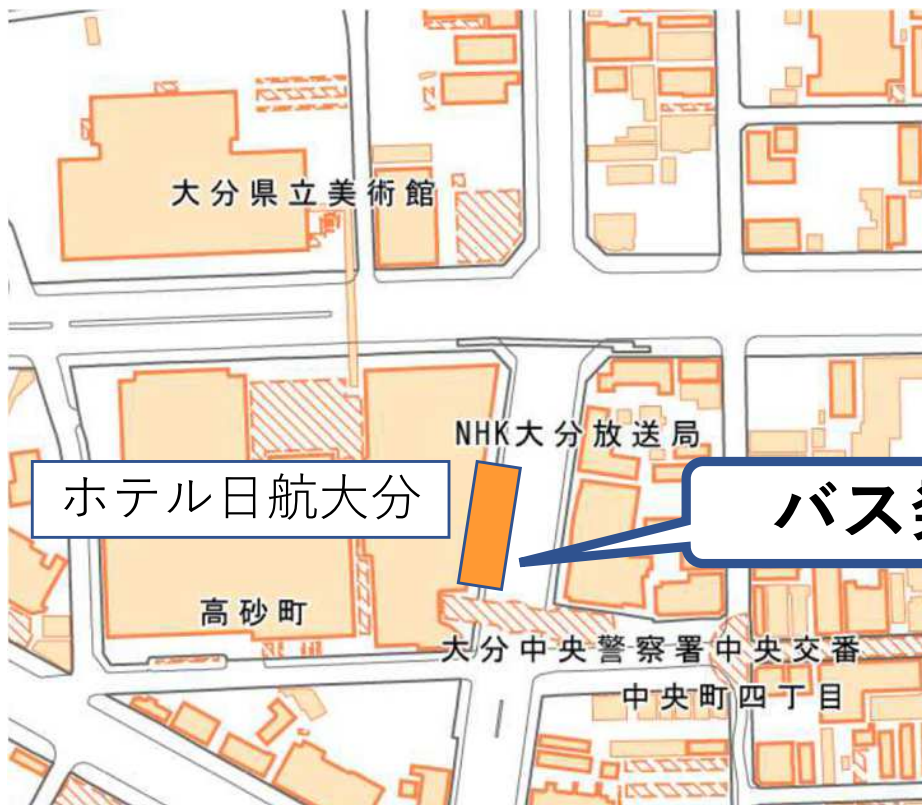 大分県立美術館
NHK大分放送局
ホテル日航大分
バス
高砂町
大分中央警察署中央交番
中央町四丁目